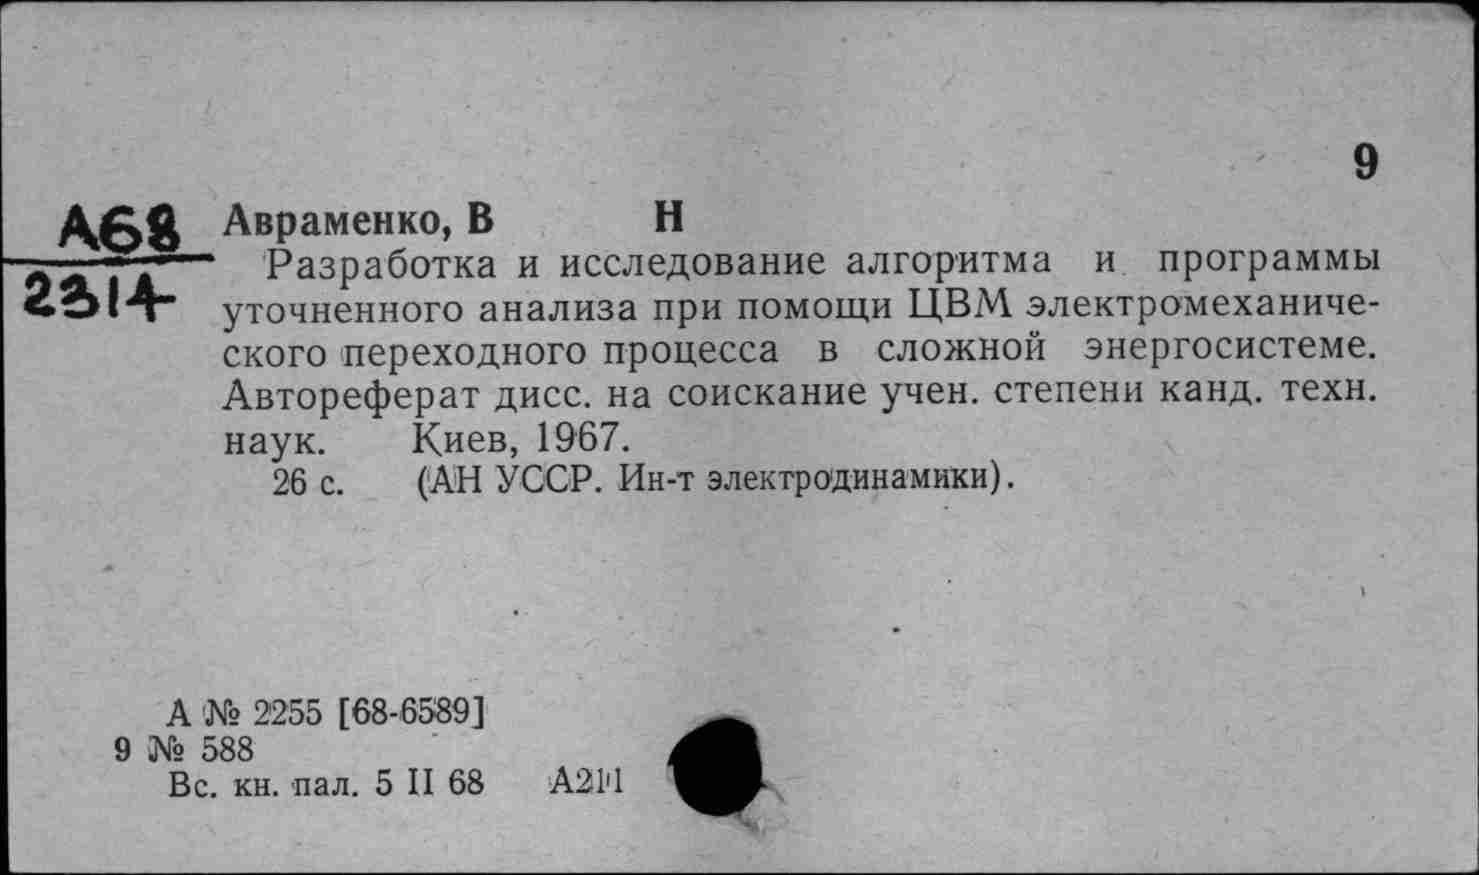 9
А68 Авраменко, В Н
2314 Разработка и исследование алгоритма и программы
уточненного анализа при помощи ЦВМ электромеханиче-
ского переходного процесса в сложной энергосистеме.
Автореферат дисс. на соискание учен. степени канд. техн.
наук. Киев, 1967.
26 с. (АН УССР. Ин-т электродинамики).
А № 2255 [68-6589]
9 № 588
Вс. кн. пал. 5 II 68 А211